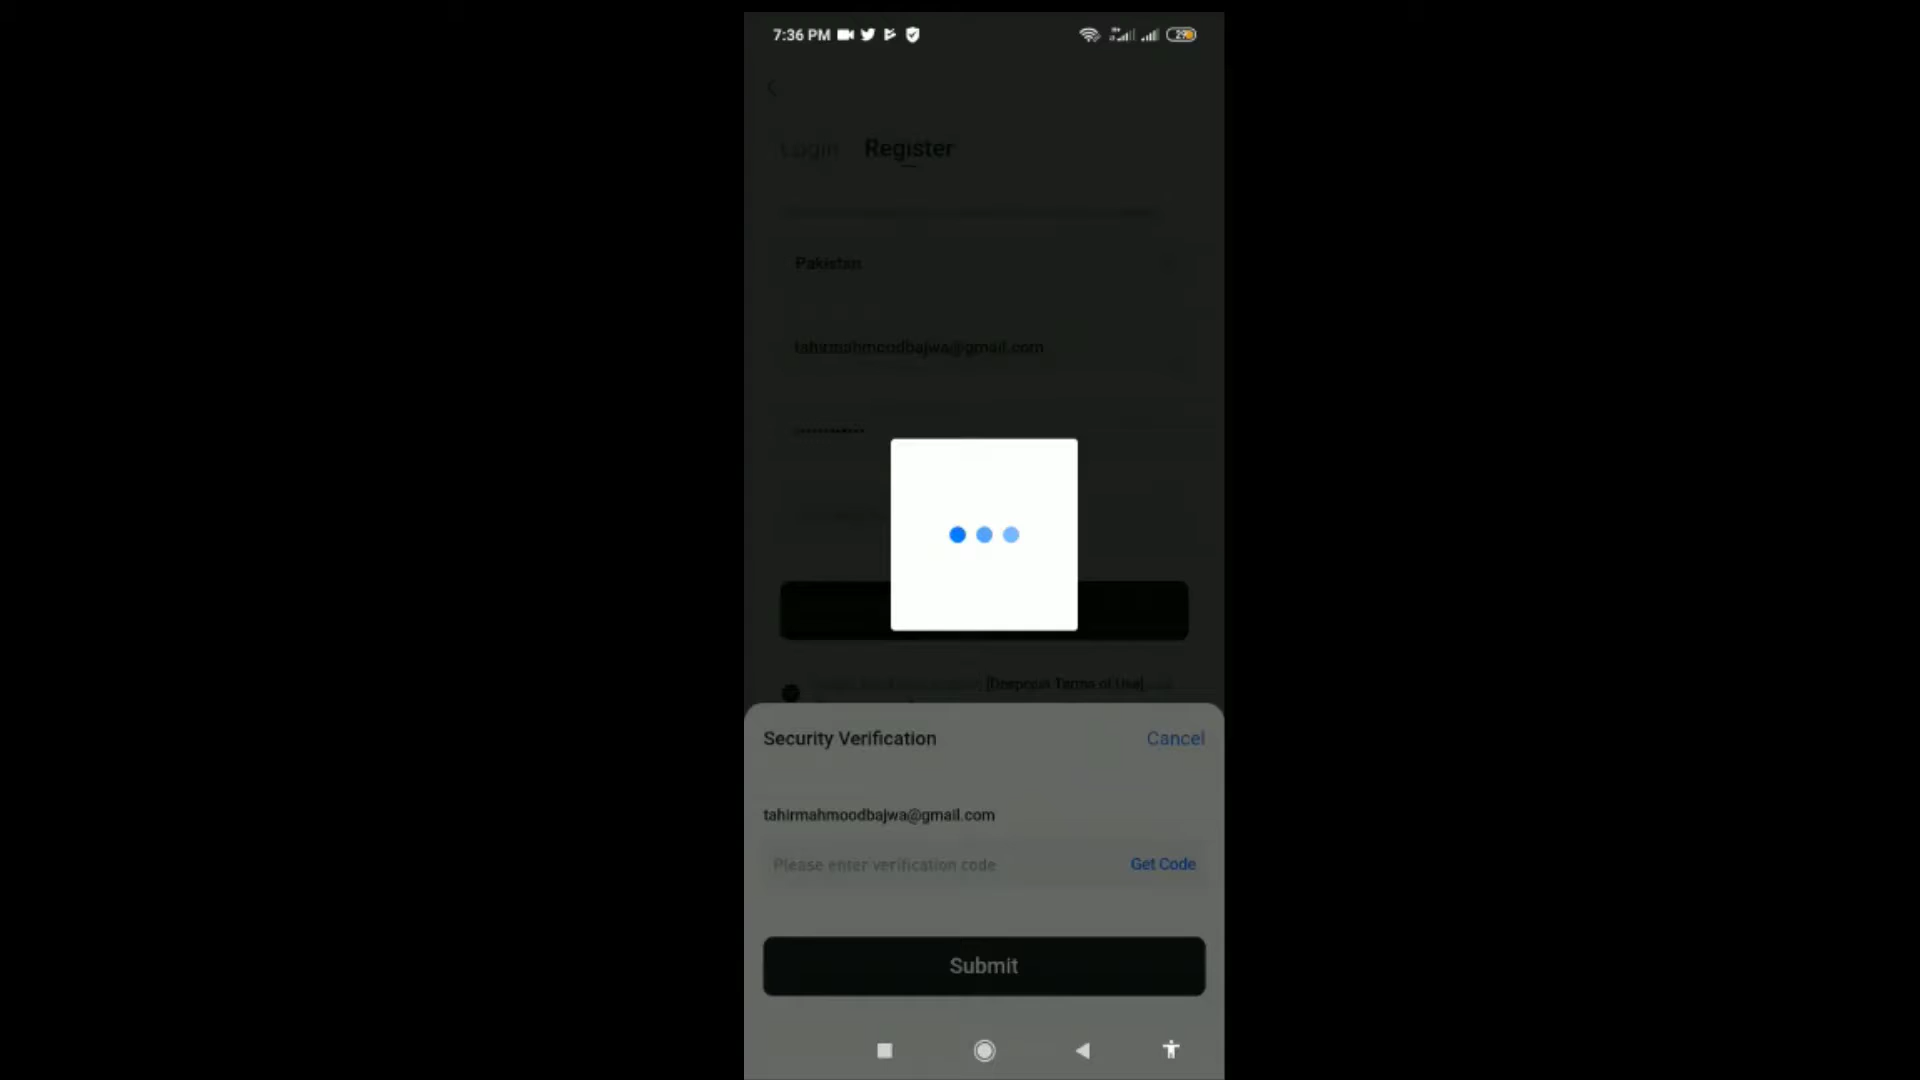 7:36 PM
29
Login Register
Pakistan
tahirmahmoodbajwa@gmail.com
[Deepcoin Terms of Use]
Security Verification Cancel
tahirmahmoodbajwa@gmail.com
Please enter verification code Get Code
Submit